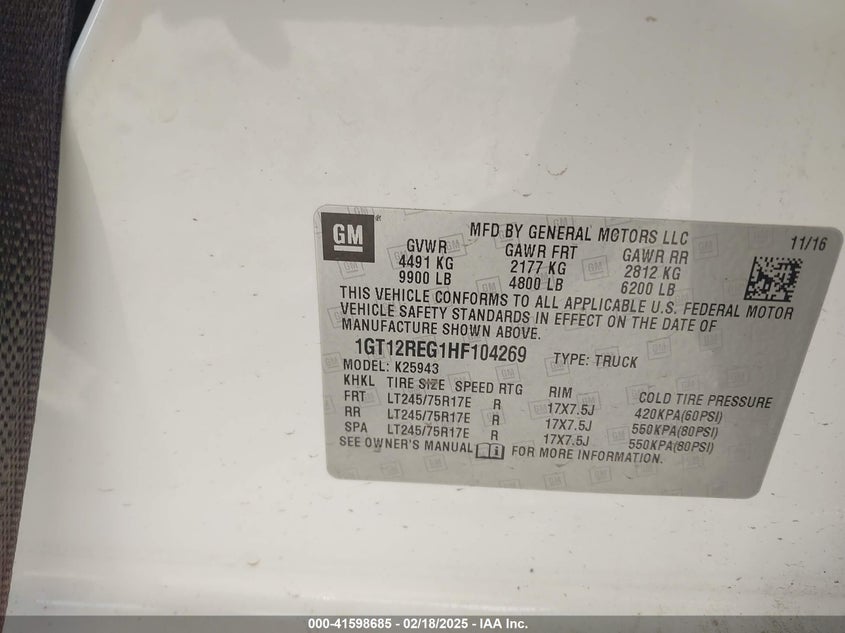 GM ®
MFD BY GENERAL MOTORS LLC 11/16
GVWR GAWR FRT GAWR RR
4491 KG 2177 KG 2812 KG
9900 LB 4800 LB 6200 LB
THIS VEHICLE CONFORMS TO ALL APPLICABLE U.S. FEDERAL MOTOR
VEHICLE SAFETY STANDARDS IN EFFECT ON THE DATE OF
MANUFACTURE SHOWN ABOVE.
1GT12REG1HF104269 TYPE: TRUCK
MODEL: K25943
KHKL TIRE SIZE SPEED RTG RIM COLD TIRE PRESSURE
FRT LT245/75R17E R 17X7.5J 420KPA(60PSI)
RR LT245/75R17E R 17X7.5J 550KPA(80PSI)
SPA LT245/75R17E R 17X7.5J 550KPA(80PSI)
SEE OWNER'S MANUAL FOR MORE INFORMATION.
000-41598685 - 02/18/2025 - IAA Inc.